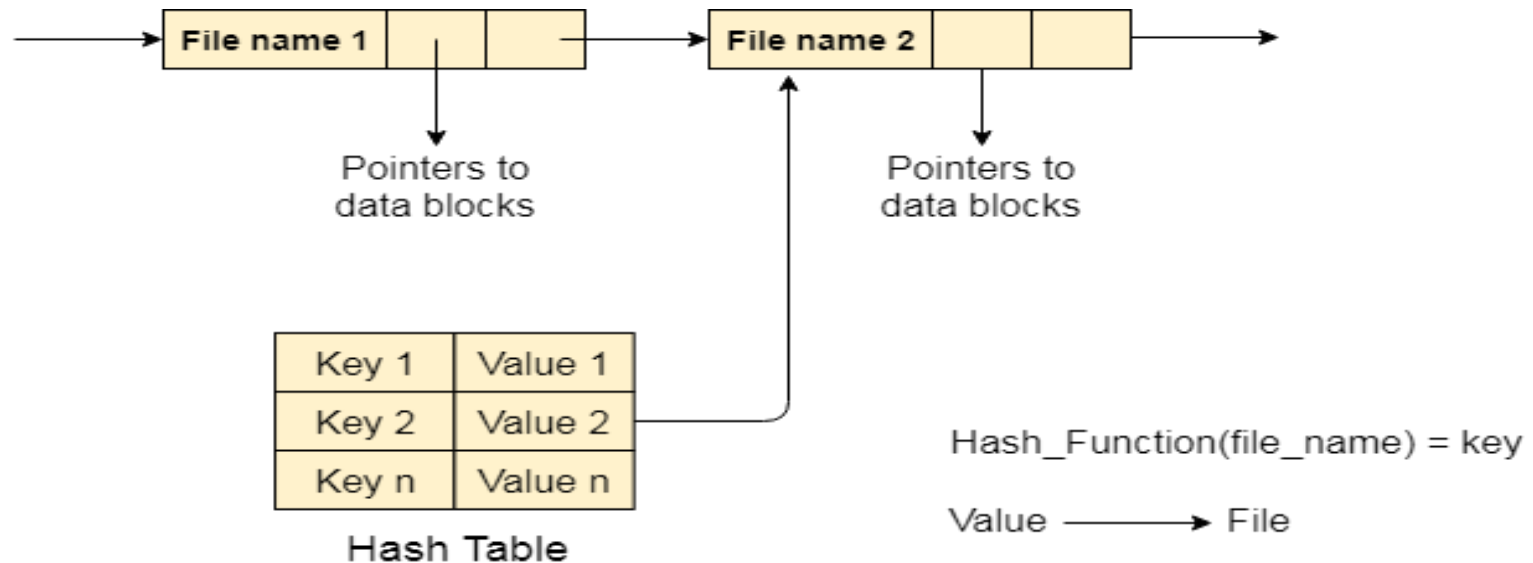 File name 1
File name 2
Pointers to
data blocks
Pointers to
data blocks
Key 1 Value 1
Key 2 Value 2
Key n Value n
Hash Table
Hash_Function(file_name) = key
Value File